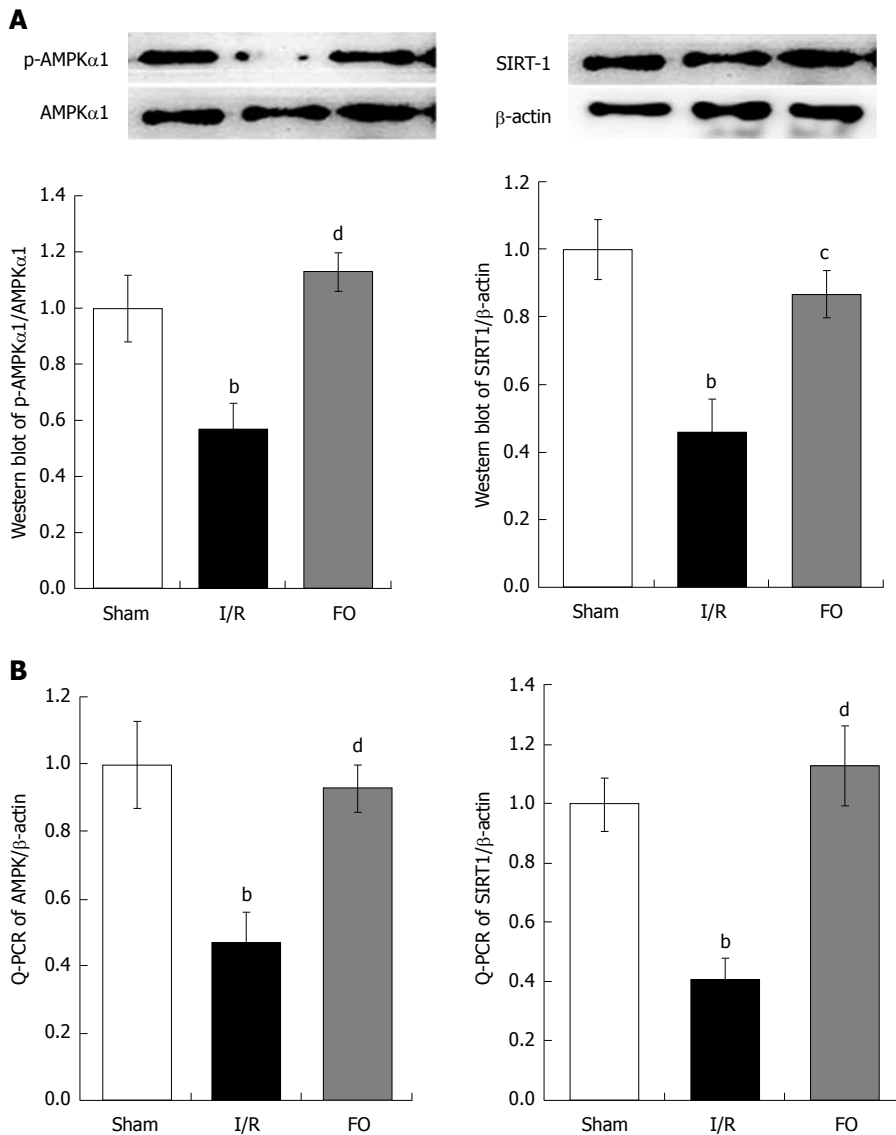 A
p-AMPKα1
AMPKα1
SIRT-1
β-actin
Western blot of p-AMPKα1/AMPKα1
1.4
1.2
1.0
0.8
0.6
0.4
0.2
0.0
b
d
Sham I/R FO
Western blot of SIRT1/β-actin
1.2
1.0
0.8
0.6
0.4
0.2
0.0
b
c
Sham I/R FO
B
Q-PCR of AMPK/β-actin
1.2
1.0
0.8
0.6
0.4
0.2
0.0
b
d
Sham I/R FO
Q-PCR of SIRT1/β-actin
1.4
1.2
1.0
0.8
0.6
0.4
0.2
0.0
b
d
Sham I/R FO